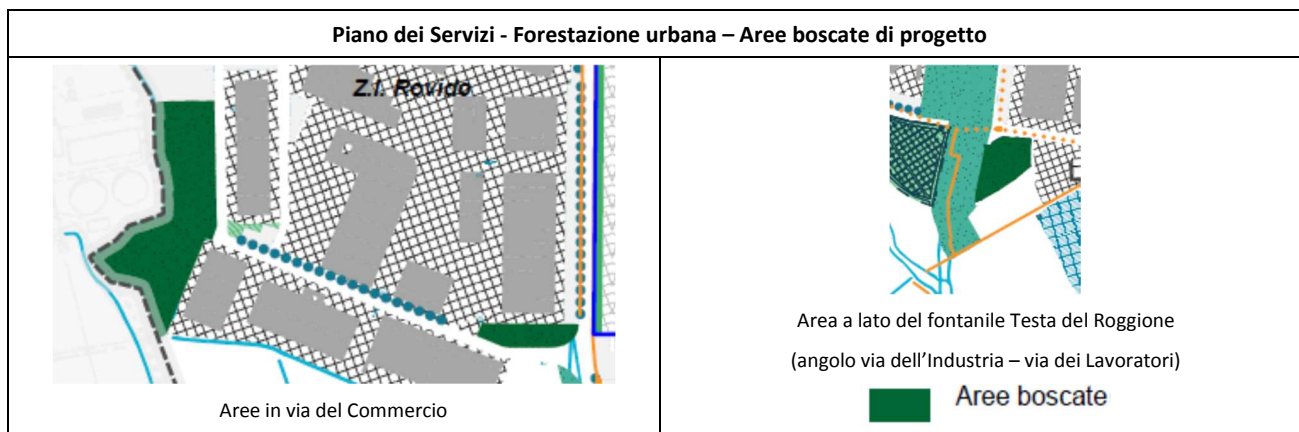 Piano dei Servizi - Forestazione urbana – Aree boscate di progetto
Z.I. Rovido
Aree in via del Commercio
Area a lato del fontanile Testa del Roggione
(angolo via dell’Industria – via dei Lavoratori)
Aree boscate